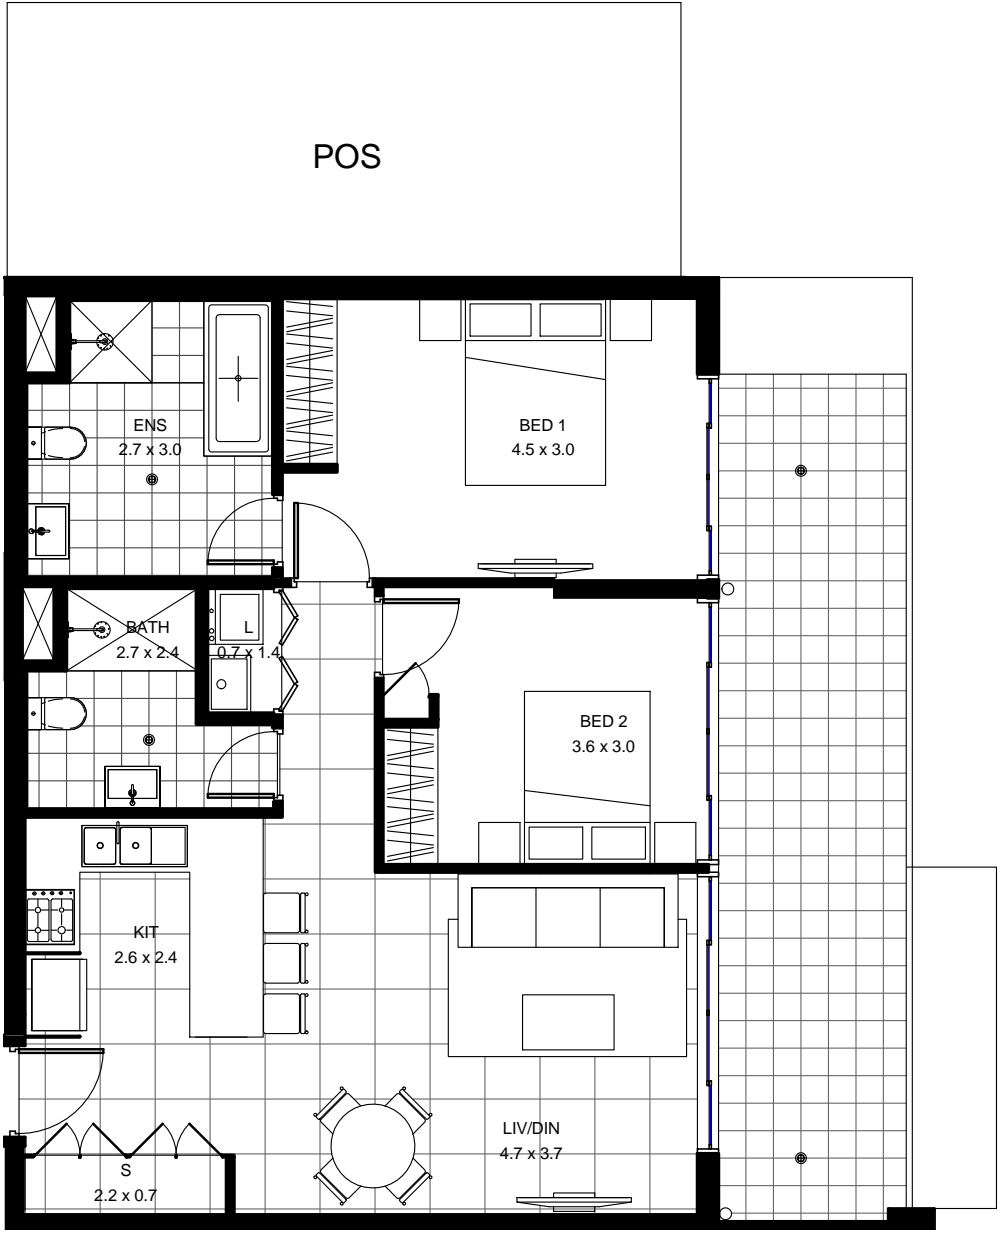 POS
ENS
2.7 x 3.0
BED 1
4.5 x 3.0
BATH
2.7 x 2.4
L
0.7 x 1.4
BED 2
3.6 x 3.0
KIT
2.6 x 2.4
LIV/DIN
4.7 x 3.7
S
2.2 x 0.7